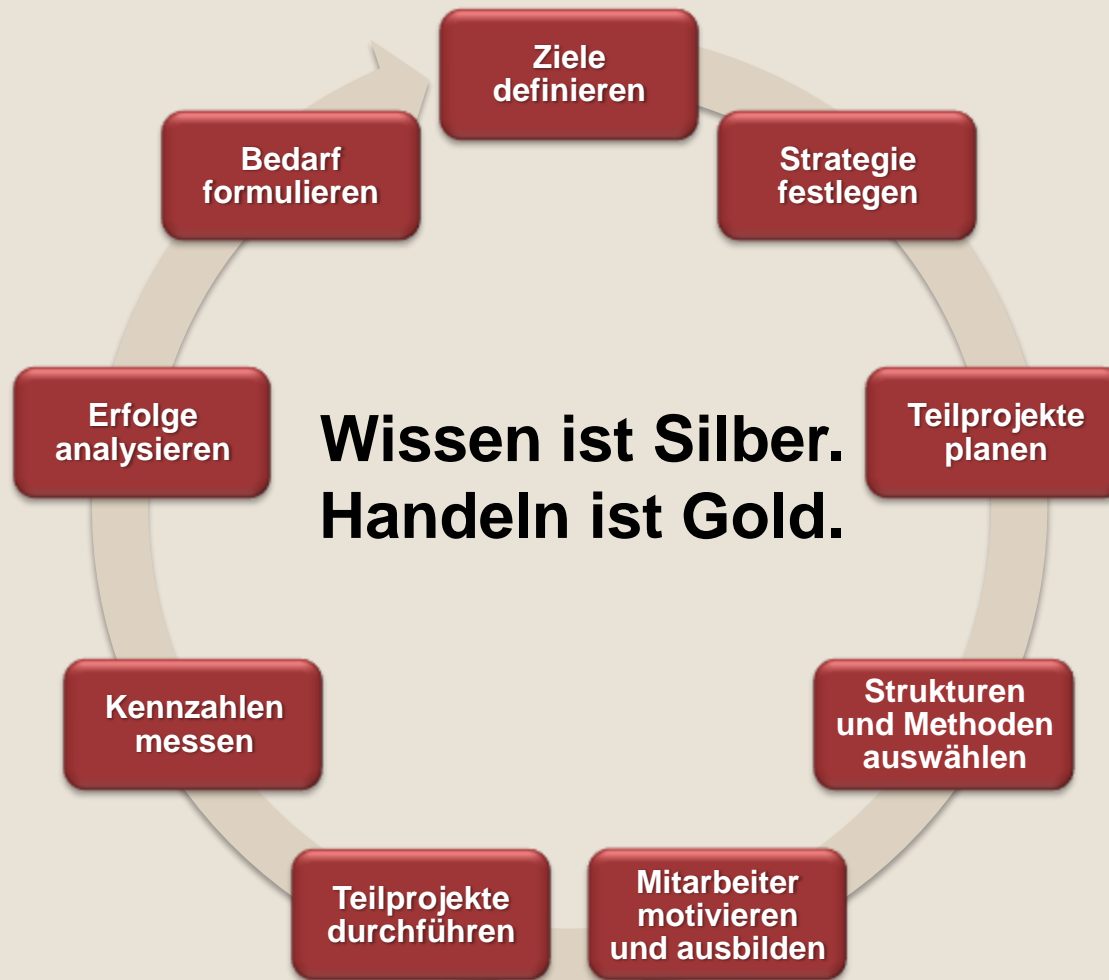 Ziele
definieren
Strategie
festlegen
Teilprojekte
planen
Strukturen
und Methoden
auswählen
Mitarbeiter
motivieren
und ausbilden
Teilprojekte
durchführen
Kennzahlen
messen
Erfolge
analysieren
Bedarf
formulieren
Wissen ist Silber.
Handeln ist Gold.